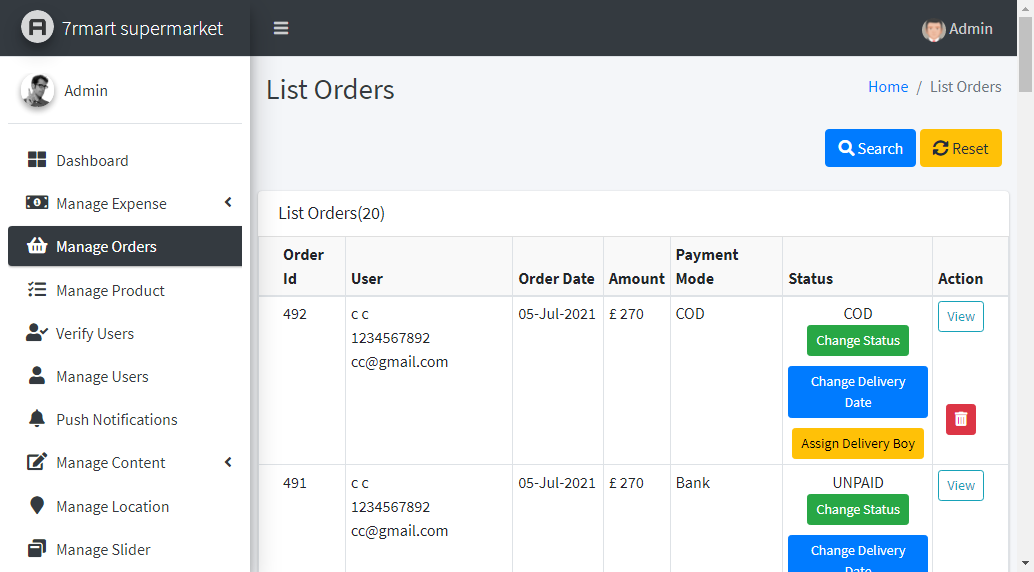 7rmart supermarket
Admin
Admin
List Orders
Home / List Orders
Search
Reset
Dashboard
Manage Expense
Manage Orders
Manage Product
Verify Users
Manage Users
Push Notifications
Manage Content
Manage Location
Manage Slider
List Orders(20)
Order Id
User
Order Date
Amount
Payment Mode
Status
Action
492
c c
1234567892
cc@gmail.com
05-Jul-2021
£ 270
COD
COD
Change Status
Change Delivery
Date
Assign Delivery Boy
View
491
c c
1234567892
cc@gmail.com
05-Jul-2021
£ 270
Bank
UNPAID
Change Status
Change Delivery
Date
View